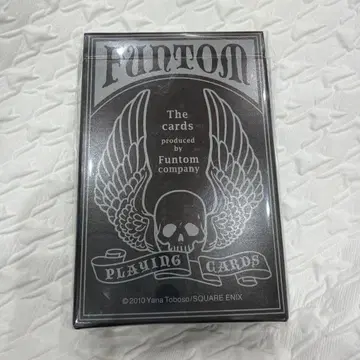 FUNTOM
The
cards
produced
by
Funtom
company
PLAYING CARDS
© 2010 Yana Toboso/SQUARE ENIX